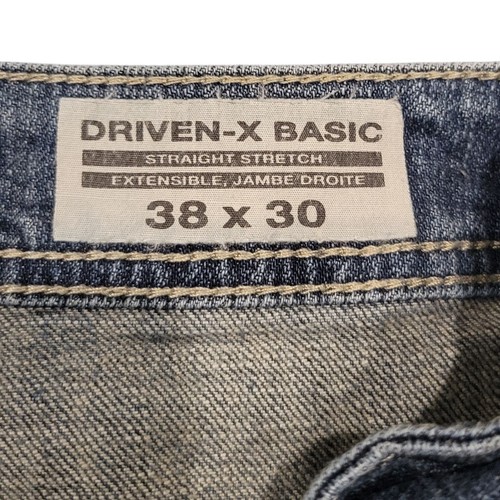 DRIVEN-X BASIC
STRAIGHT STRETCH
EXTENSIBLE, JAMBE DROITE
38 x 30